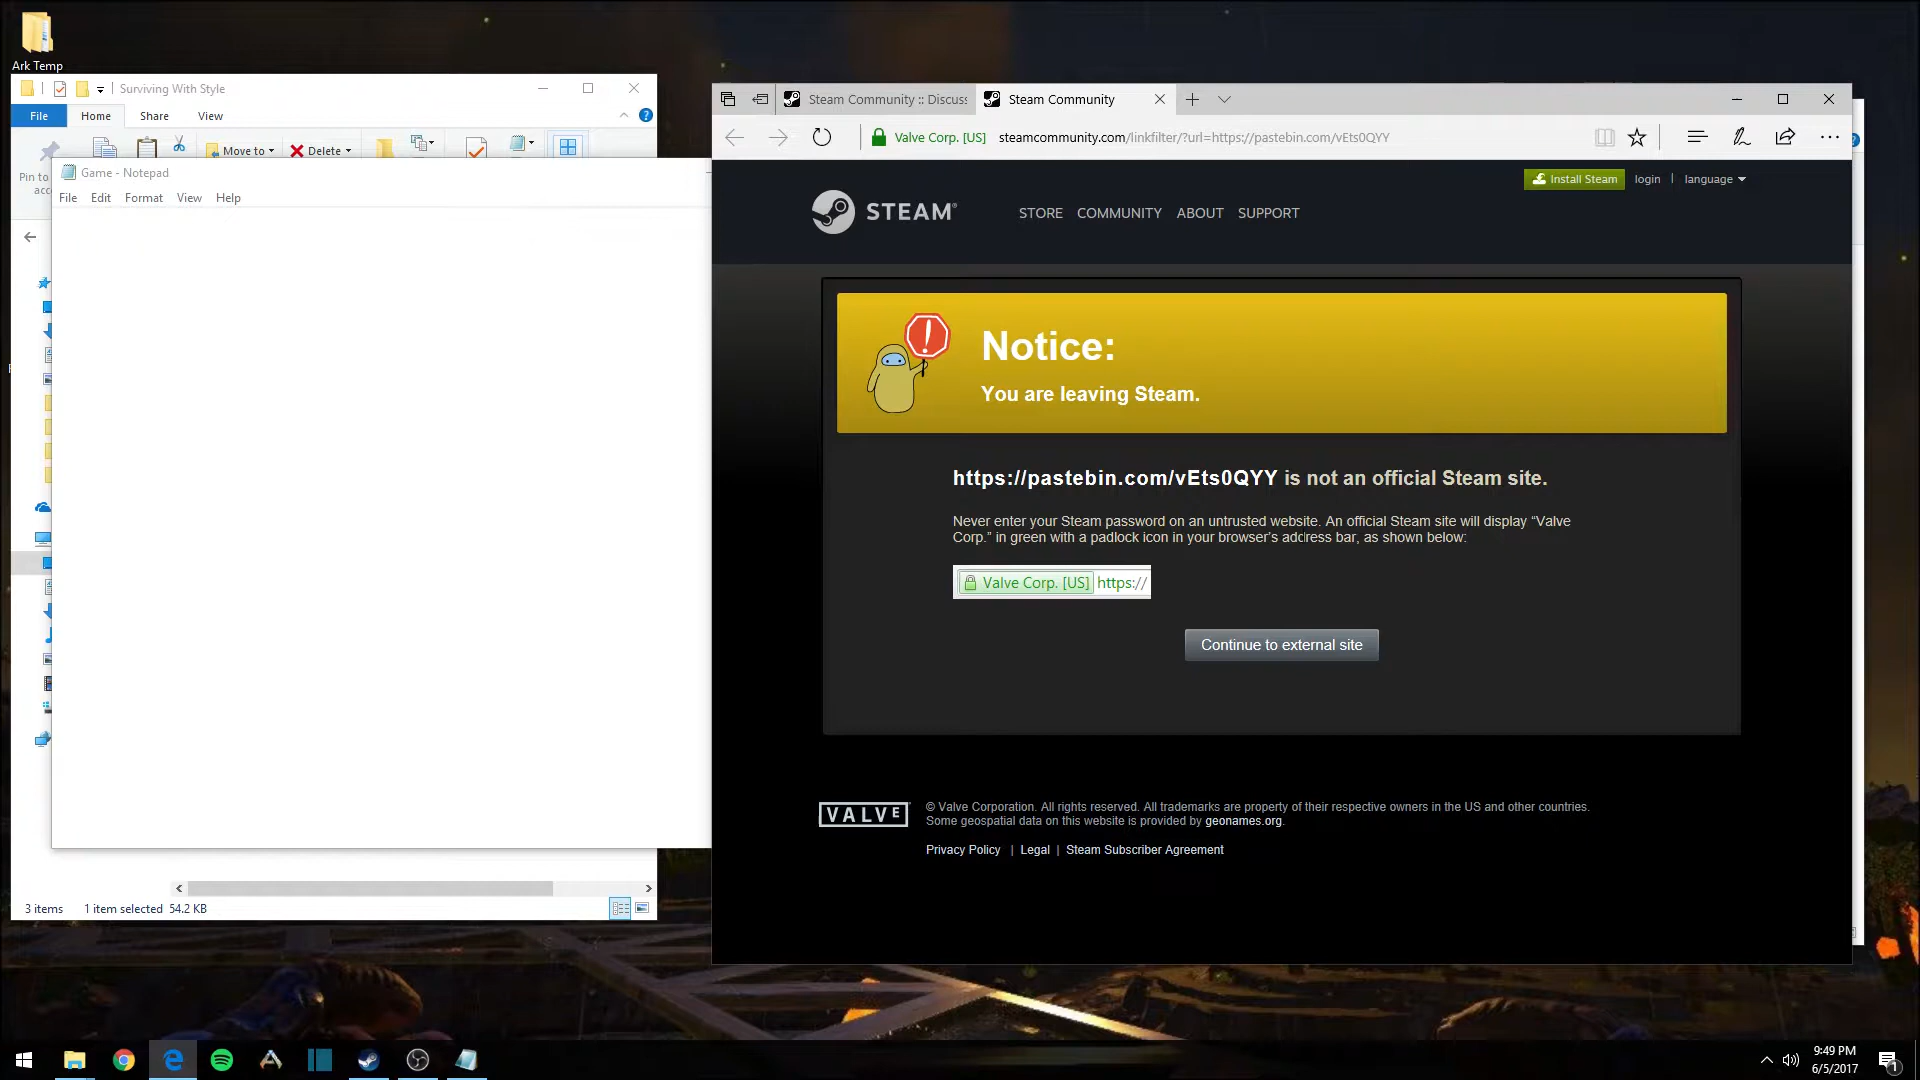 Ark Temp
Surviving With Style
File Home Share View
Move to Delete
Pin to
acc
Game - Notepad
File Edit Format View Help
3 items 1 item selected 54.2 KB
Steam Community :: Discuss
Steam Community
Valve Corp. [US] steamcommunity.com/linkfilter/?url=https://pastebin.com/vEts0QYY
Install Steam login | language
STEAM®
STORE COMMUNITY ABOUT SUPPORT
Notice:
You are leaving Steam.
https://pastebin.com/vEts0QYY is not an official Steam site.
Never enter your Steam password on an untrusted website. An official Steam site will display “Valve
Corp.” in green with a padlock icon in your browser’s address bar, as shown below:
Valve Corp. [US] https://
Continue to external site
VALVE
© Valve Corporation. All rights reserved. All trademarks are property of their respective owners in the US and other countries.
Some geospatial data on this website is provided by geonames.org.
Privacy Policy | Legal | Steam Subscriber Agreement
9:49 PM
6/5/2017
1